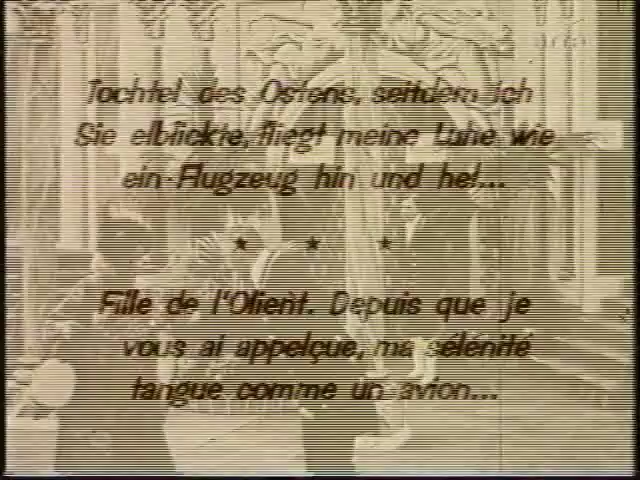 Tochtel des Ostens, seitdem ich
Sie elblickte, fliegt meine Luhe wie
ein Flugzeug hin und hel...
★ ★ ★
Fille de l'Olient. Depuis que je
vous ai appelçue, ma sélénité
tangue comme un avion...